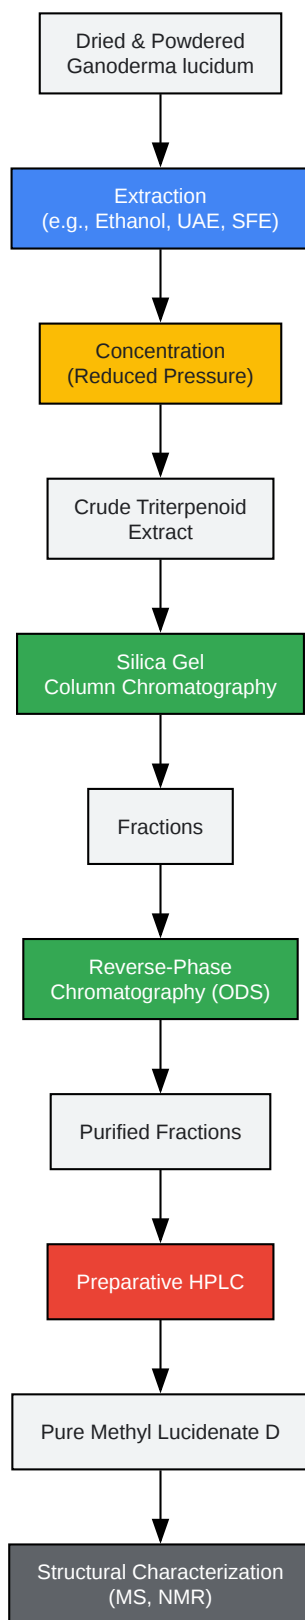 Dried & Powdered
Ganoderma lucidum
Extraction
(e.g., Ethanol, UAE, SFE)
Concentration
(Reduced Pressure)
Crude Triterpenoid
Extract
Silica Gel
Column Chromatography
Fractions
Reverse-Phase
Chromatography (ODS)
Purified Fractions
Preparative HPLC
Pure Methyl Lucidenate D
Structural Characterization
(MS, NMR)